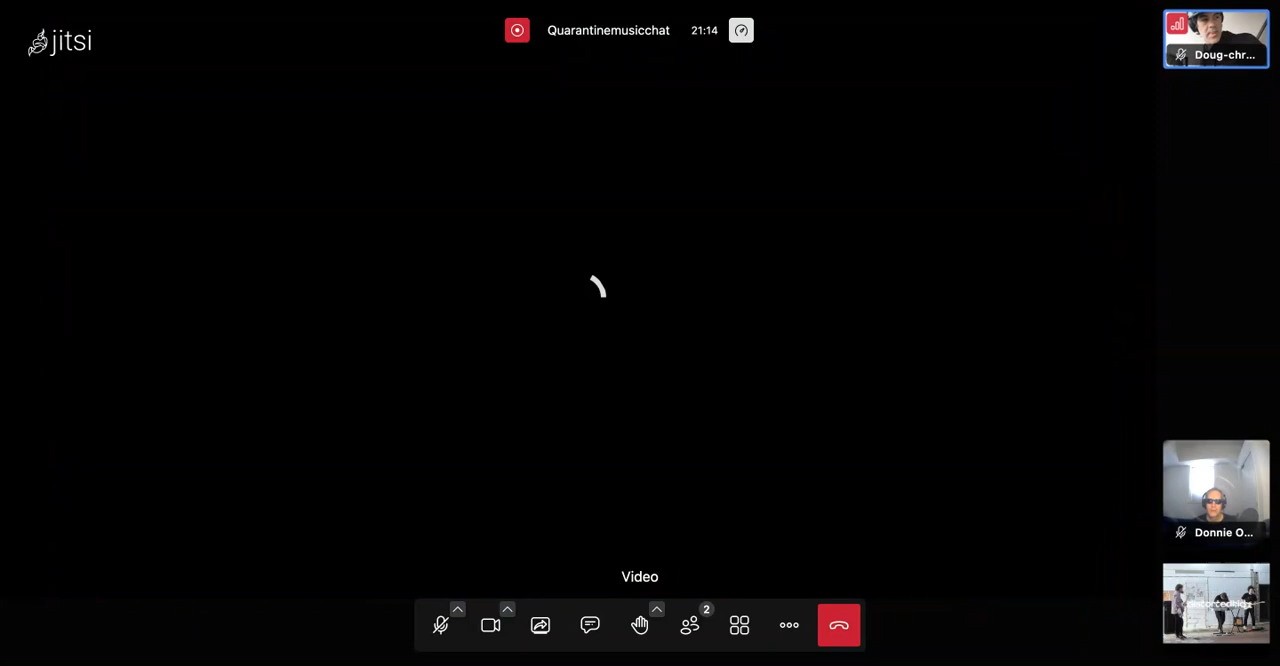 jitsi
Quarantinemusicchat
21:14
Doug-chr...
Donnie O...
Video
2